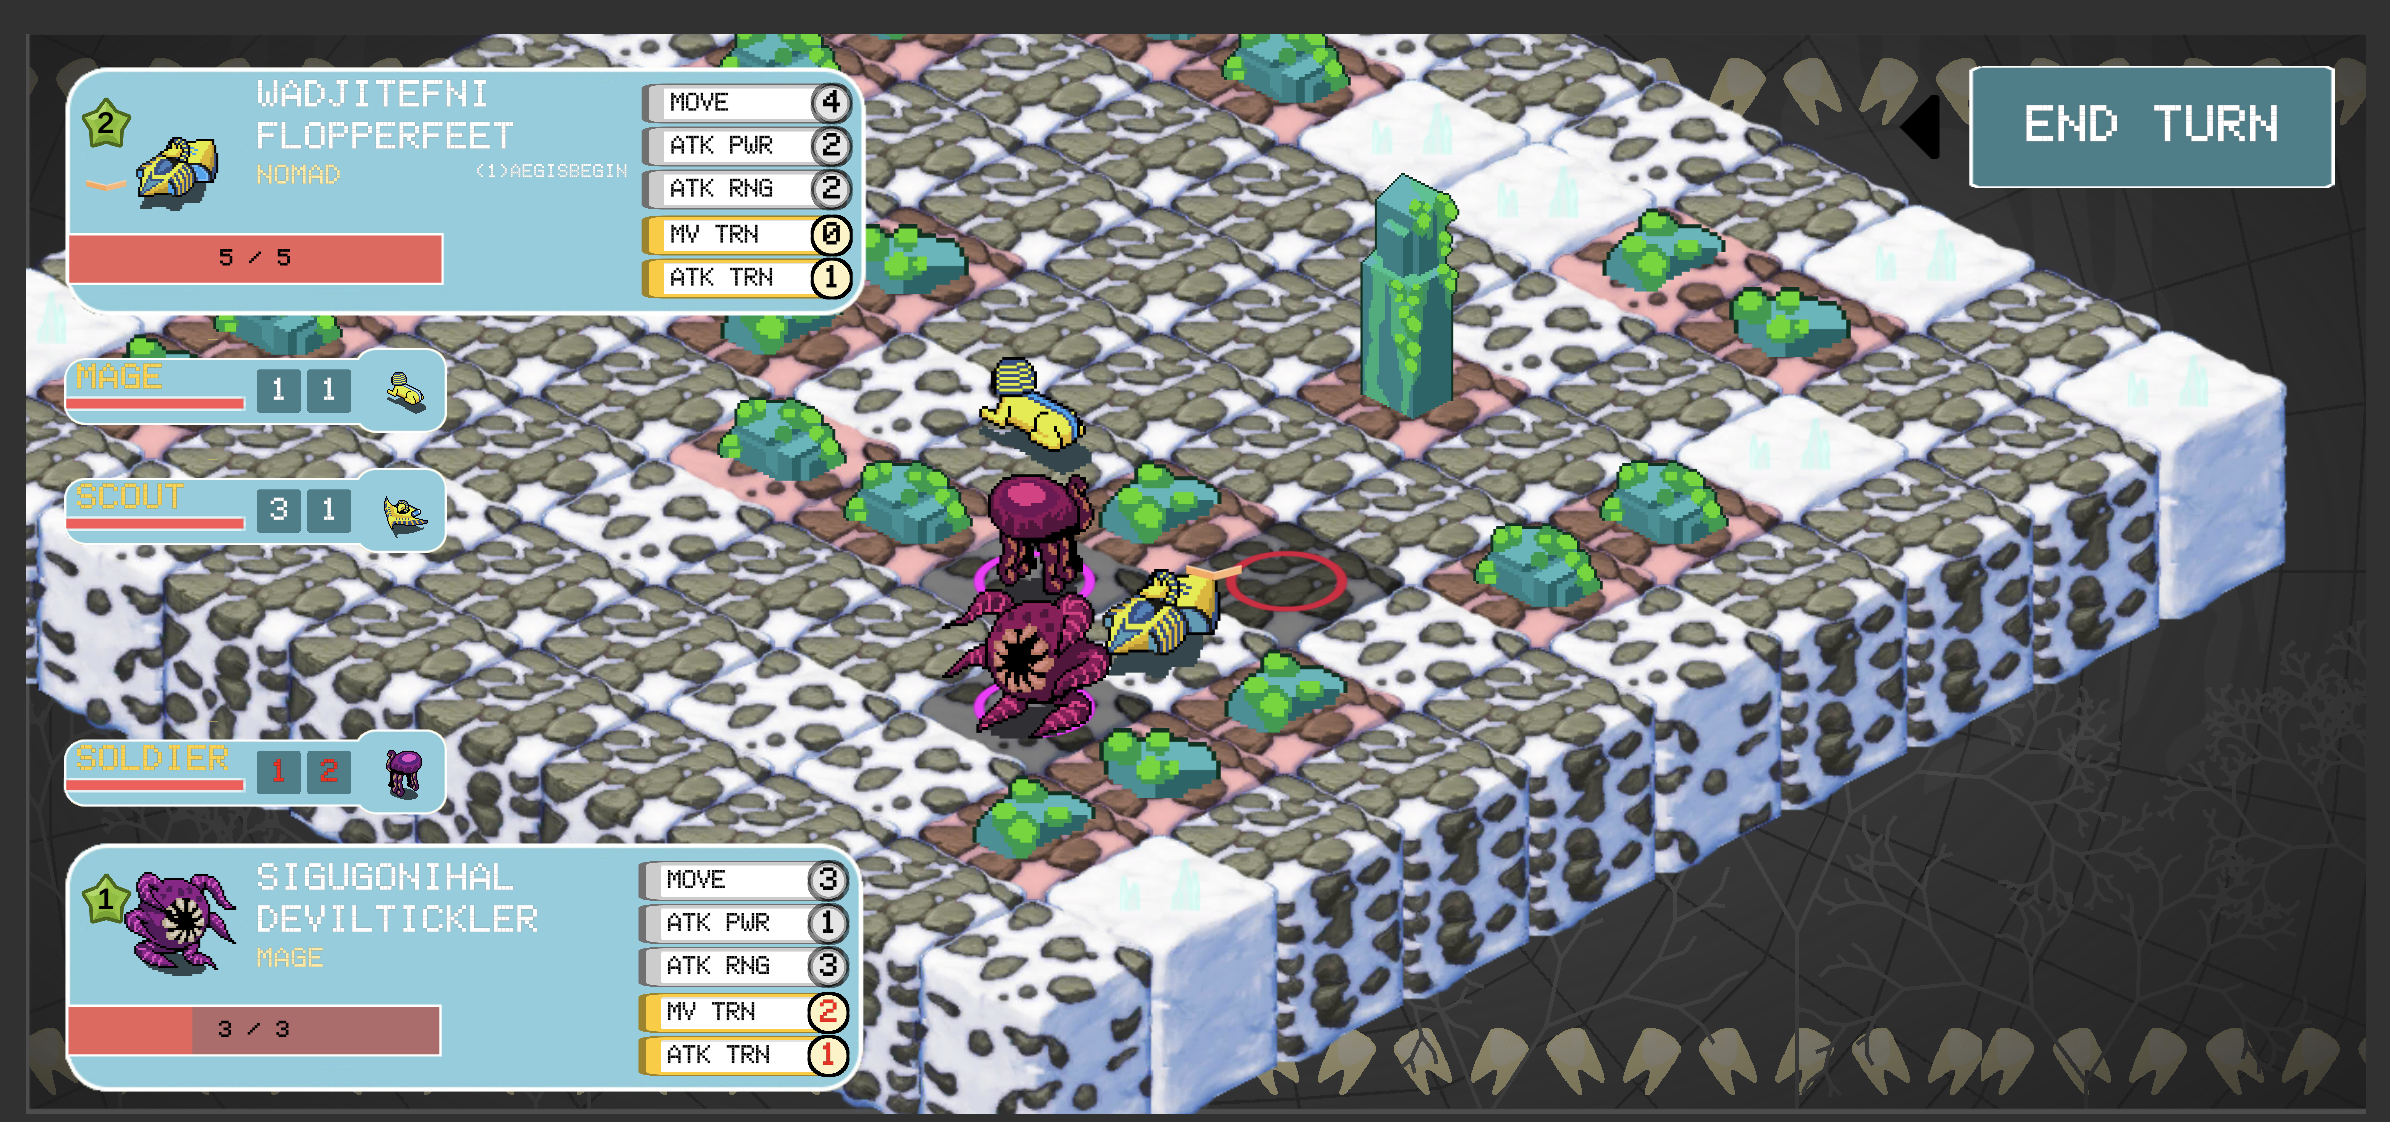 2
WADJITEFNI
FLOPPERFEET
NOMAD
(1)AEGISBEGIN
5 / 5
MOVE 4
ATK PWR 2
ATK RNG 2
MV TRN 0
ATK TRN 1
END TURN
MAGE 1 1
SCOUT 3 1
SOLDIER 1 2
1
SIGUGONIHAL
DEVILTICKLER
MAGE
3 / 3
MOVE 3
ATK PWR 1
ATK RNG 3
MV TRN 2
ATK TRN 1